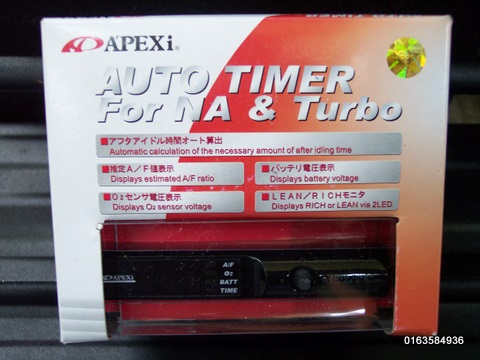 APEXi
AUTO TIMER
For NA & Turbo
■アフタアイドル時間オート算出
Automatic calculation of the necessary amount of after idling time
■推定A/F値表示
Displays estimated A/F ratio
■バッテリ電圧表示
Displays battery voltage
■O2センサ電圧表示
Displays O2 sensor voltage
■LEAN/RICHモニタ
Displays RICH or LEAN via 2LED
APEXi
A/F
O2
BATT
TIME
0163584936